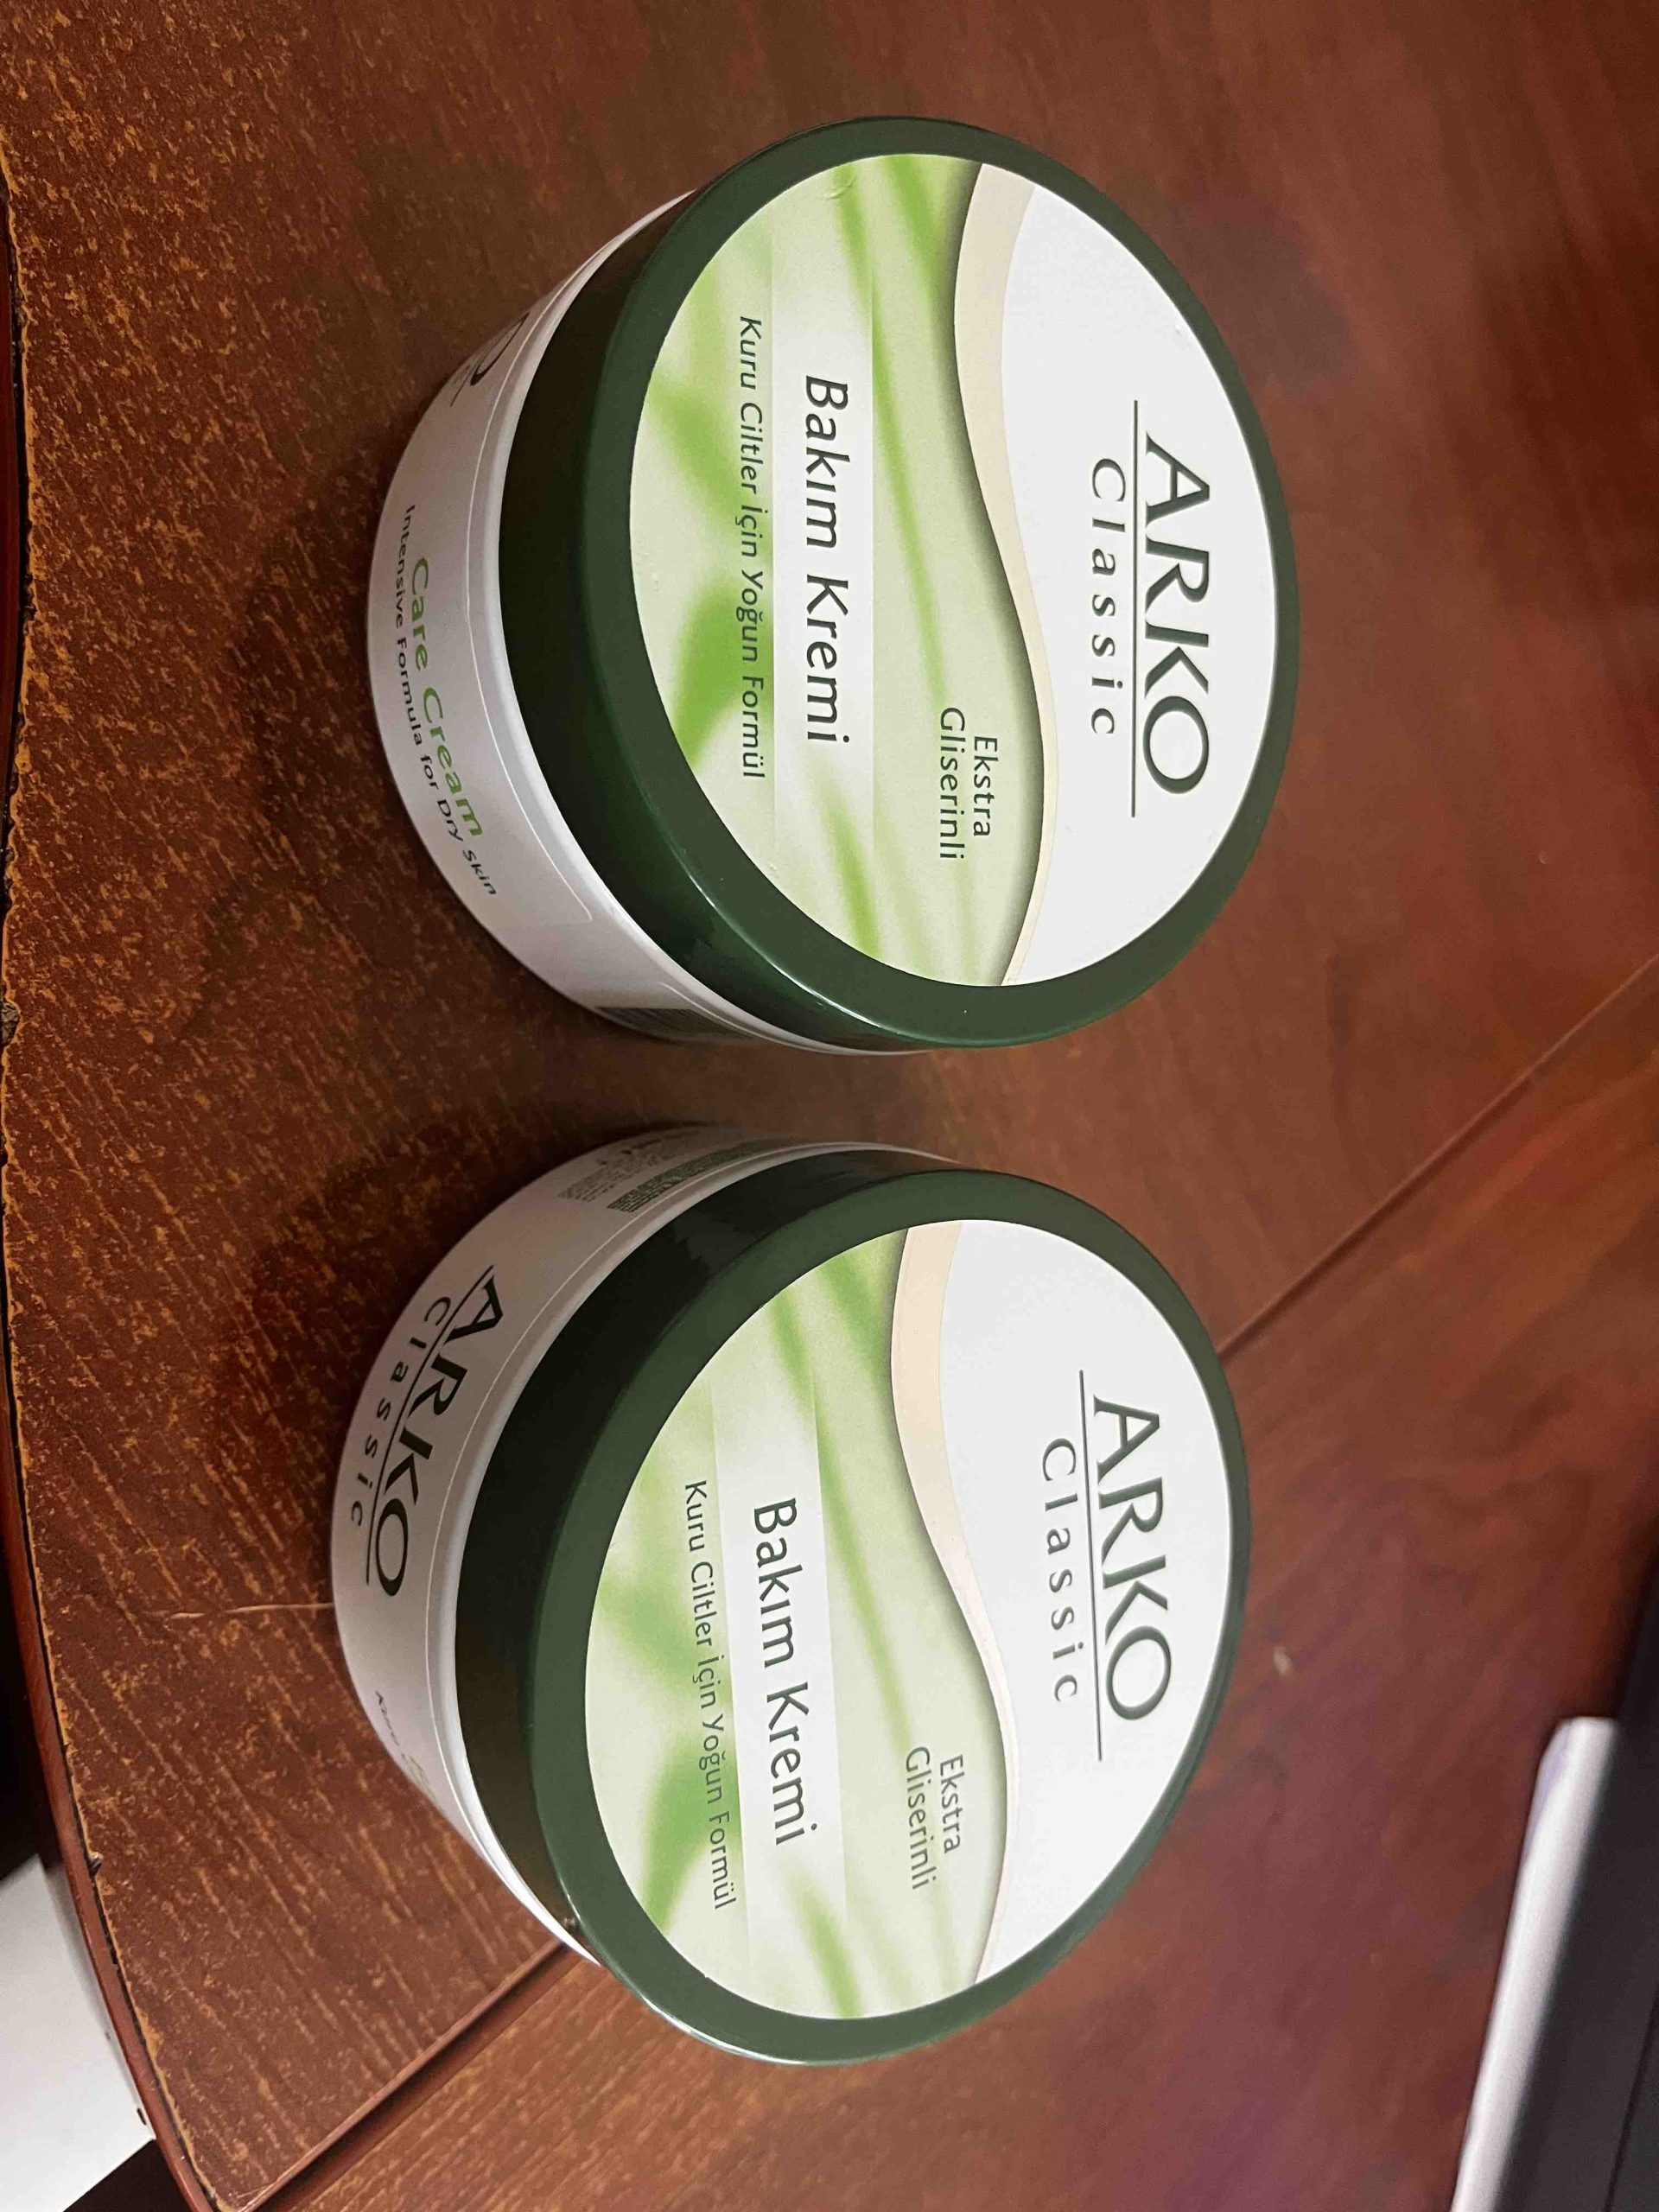 ARKO
Classic
Ekstra
Gliserinli
Bakım Kremi
Kuru Ciltler İçin Yoğun Formül
Care Cream
Intensive Formula for Dry skin
ARKO
Classic
Ekstra
Gliserinli
Bakım Kremi
Kuru Ciltler İçin Yoğun Formül
ARKO
Classic